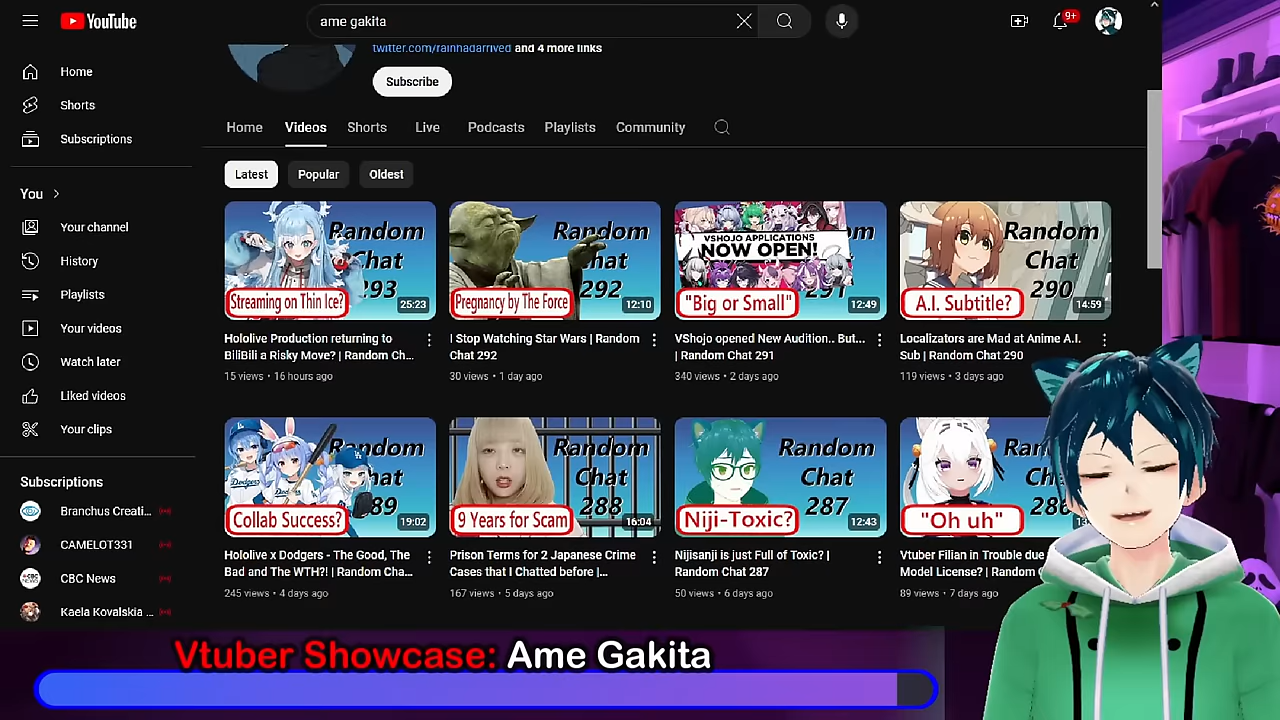 YouTube
ame gakita
9+
twitter.com/rainhadarrived and 4 more links
Subscribe
Home
Shorts
Subscriptions
Home
Videos
Shorts
Live
Podcasts
Playlists
Community
Latest
Popular
Oldest
You
Your channel
History
Playlists
Your videos
Watch later
Liked videos
Your clips
Subscriptions
Branchus Creati...
CAMELOT331
CBC News
Kaela Kovalskia ...
Random
Chat
293
Streaming on Thin Ice?
25:23
Hololive Production returning to
BiliBili a Risky Move? | Random Ch...
15 views • 16 hours ago
Random
Chat
292
Pregnancy by The Force
12:10
I Stop Watching Star Wars | Random
Chat 292
30 views • 1 day ago
VSHOJO APPLICATIONS
NOW OPEN!
"Big or Small"
12:49
VShojo opened New Audition.. But...
| Random Chat 291
340 views • 2 days ago
Random
Chat
290
A.I. Subtitle?
14:59
Localizators are Mad at Anime A.I.
Sub | Random Chat 290
119 views • 3 days ago
Random
Chat
Dodgers
Collab Success?
19:02
Hololive x Dodgers - The Good, The
Bad and The WTH?! | Random Cha...
245 views • 4 days ago
Random
Chat
288
9 Years for Scam
16:04
Prison Terms for 2 Japanese Crime
Cases that I Chatted before |...
167 views • 5 days ago
Random
Chat
287
Niji-Toxic?
12:43
Nijisanji is just Full of Toxic? |
Random Chat 287
50 views • 6 days ago
"Oh uh"
Vtuber Filian in Trouble due
Model License? | Random
89 views • 7 days ago
Vtuber Showcase: Ame Gakita